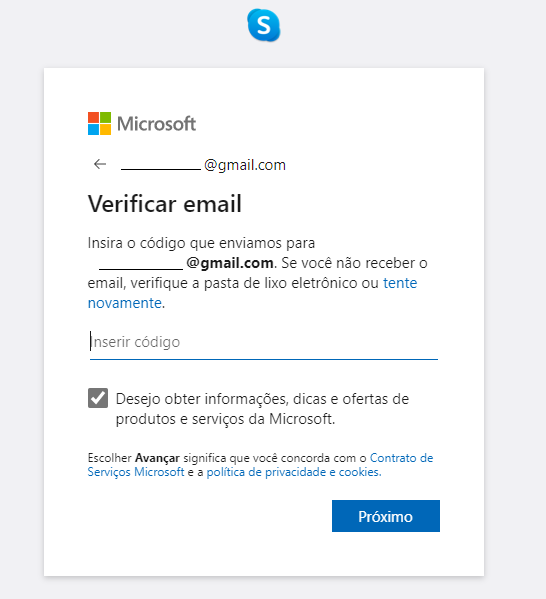 S
Microsoft
@gmail.com
Verificar email
Insira o código que enviamos para
@gmail.com. Se você não receber o
email, verifique a pasta de lixo eletrônico ou tente
novamente.
Inserir código
Desejo obter informações, dicas e ofertas de
produtos e serviços da Microsoft.
Escolher Avançar significa que você concorda com o Contrato de
Serviços Microsoft e a política de privacidade e cookies.
Próximo